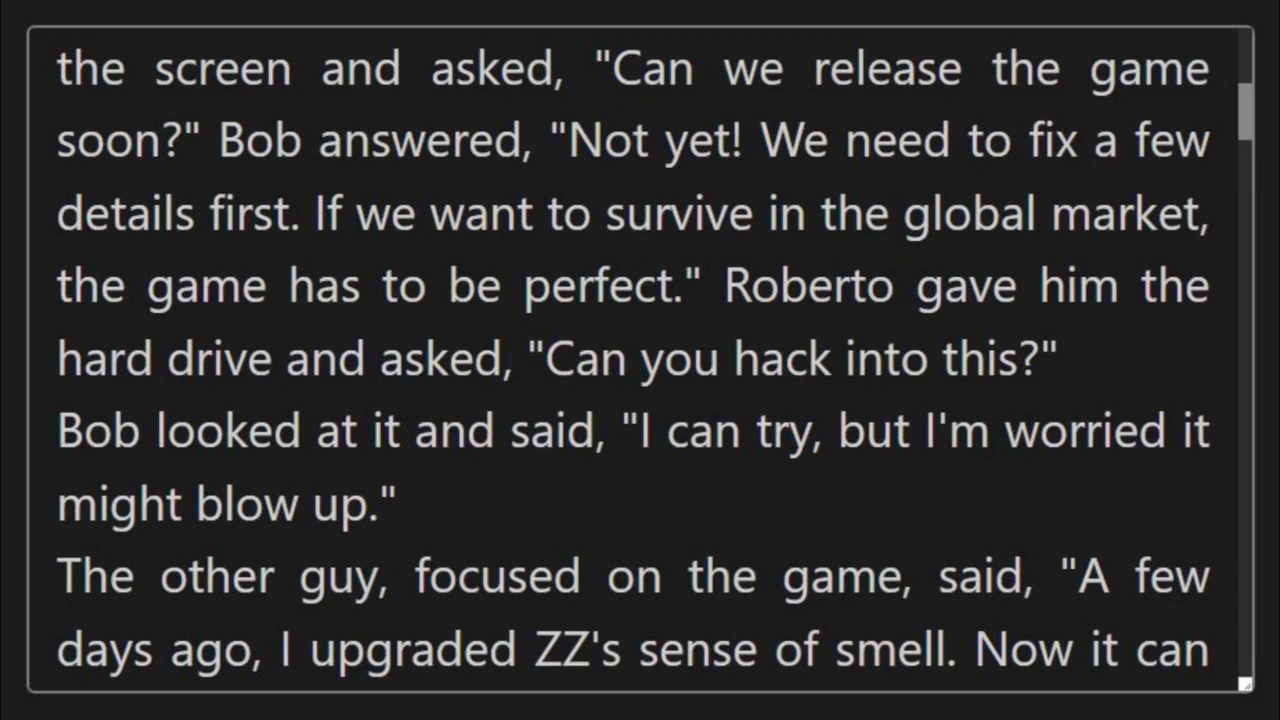 the screen and asked, "Can we release the game
soon?" Bob answered, "Not yet! We need to fix a few
details first. If we want to survive in the global market,
the game has to be perfect." Roberto gave him the
hard drive and asked, "Can you hack into this?"
Bob looked at it and said, "I can try, but I'm worried it
might blow up."
The other guy, focused on the game, said, "A few
days ago, I upgraded ZZ's sense of smell. Now it can